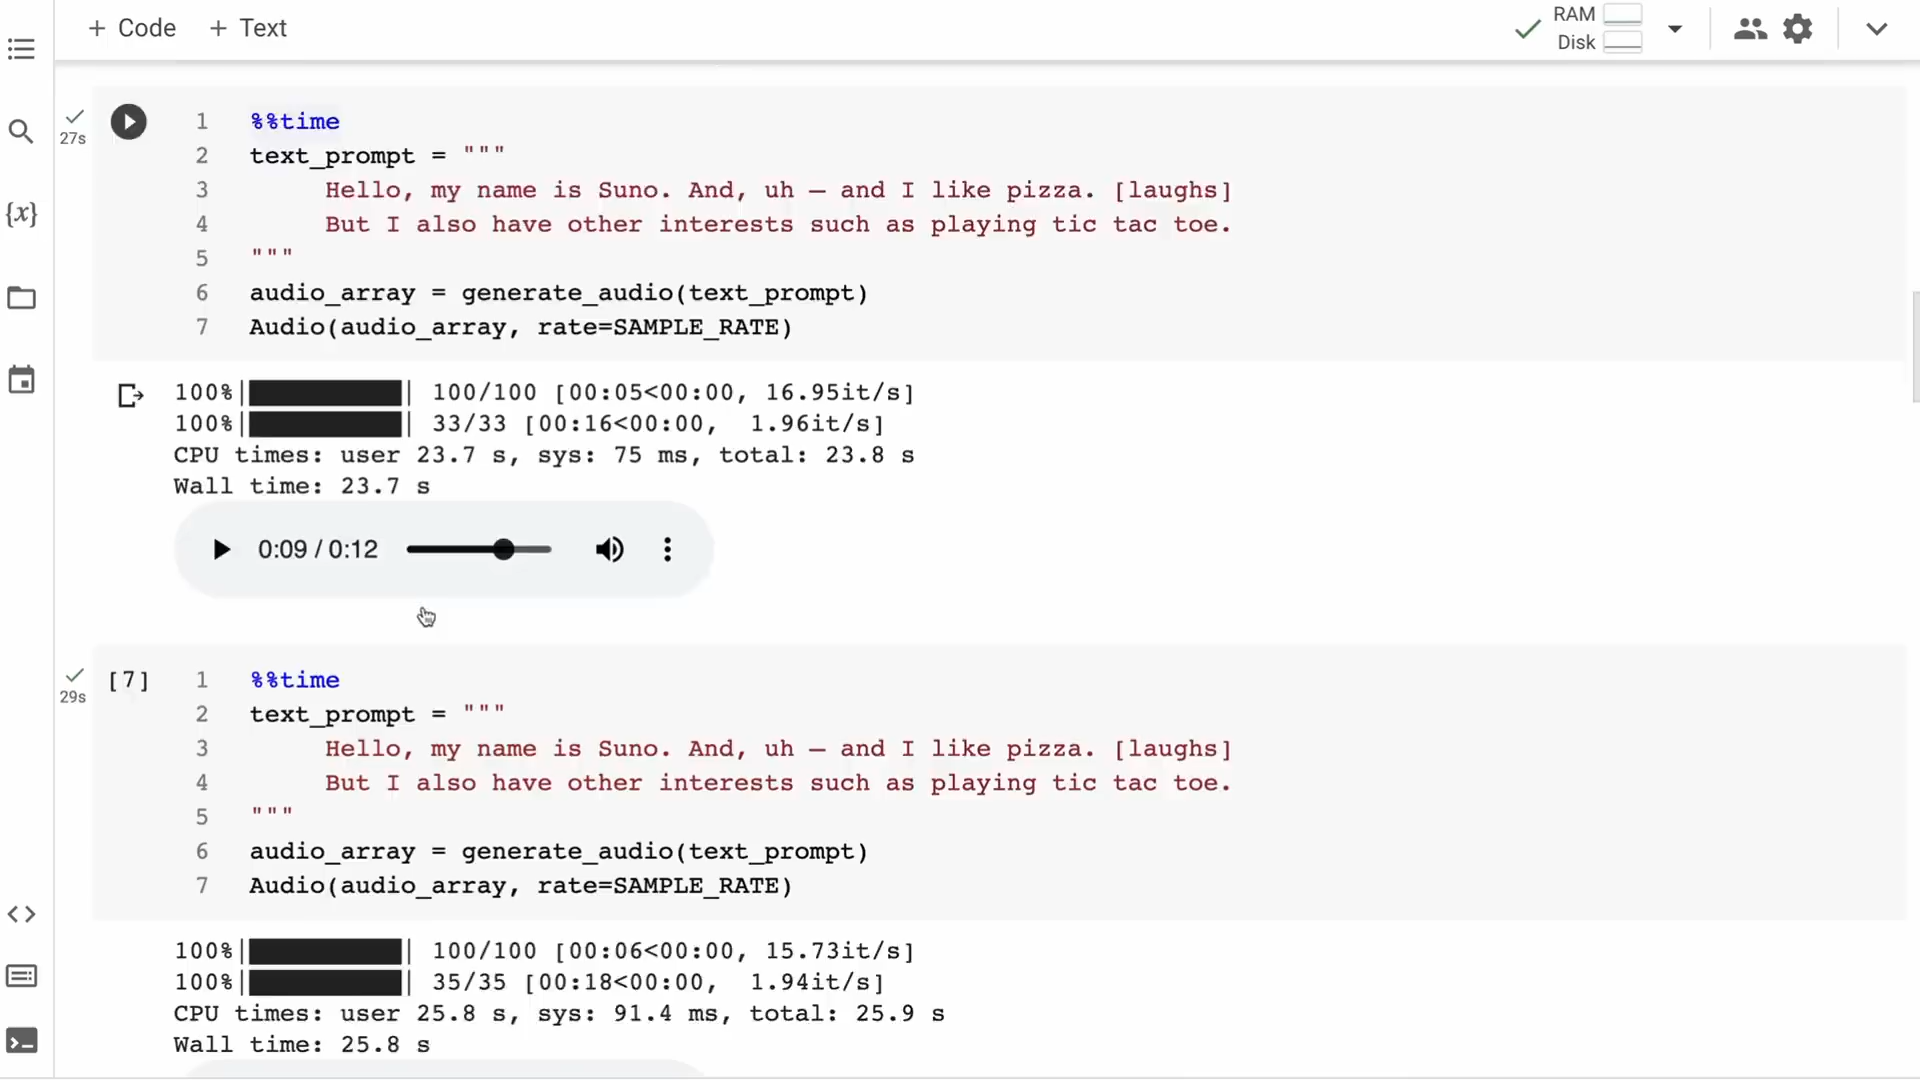 + Code + Text
RAM
Disk
27s
1 %%time
2 text_prompt = """
3 Hello, my name is Suno. And, uh — and I like pizza. [laughs]
4 But I also have other interests such as playing tic tac toe.
5 """
6 audio_array = generate_audio(text_prompt)
7 Audio(audio_array, rate=SAMPLE_RATE)
100%|██████████| 100/100 [00:05<00:00, 16.95it/s]
100%|██████████| 33/33 [00:16<00:00, 1.96it/s]
CPU times: user 23.7 s, sys: 75 ms, total: 23.8 s
Wall time: 23.7 s
0:09 / 0:12
29s
[7] 1 %%time
2 text_prompt = """
3 Hello, my name is Suno. And, uh — and I like pizza. [laughs]
4 But I also have other interests such as playing tic tac toe.
5 """
6 audio_array = generate_audio(text_prompt)
7 Audio(audio_array, rate=SAMPLE_RATE)
100%|██████████| 100/100 [00:06<00:00, 15.73it/s]
100%|██████████| 35/35 [00:18<00:00, 1.94it/s]
CPU times: user 25.8 s, sys: 91.4 ms, total: 25.9 s
Wall time: 25.8 s
{x}